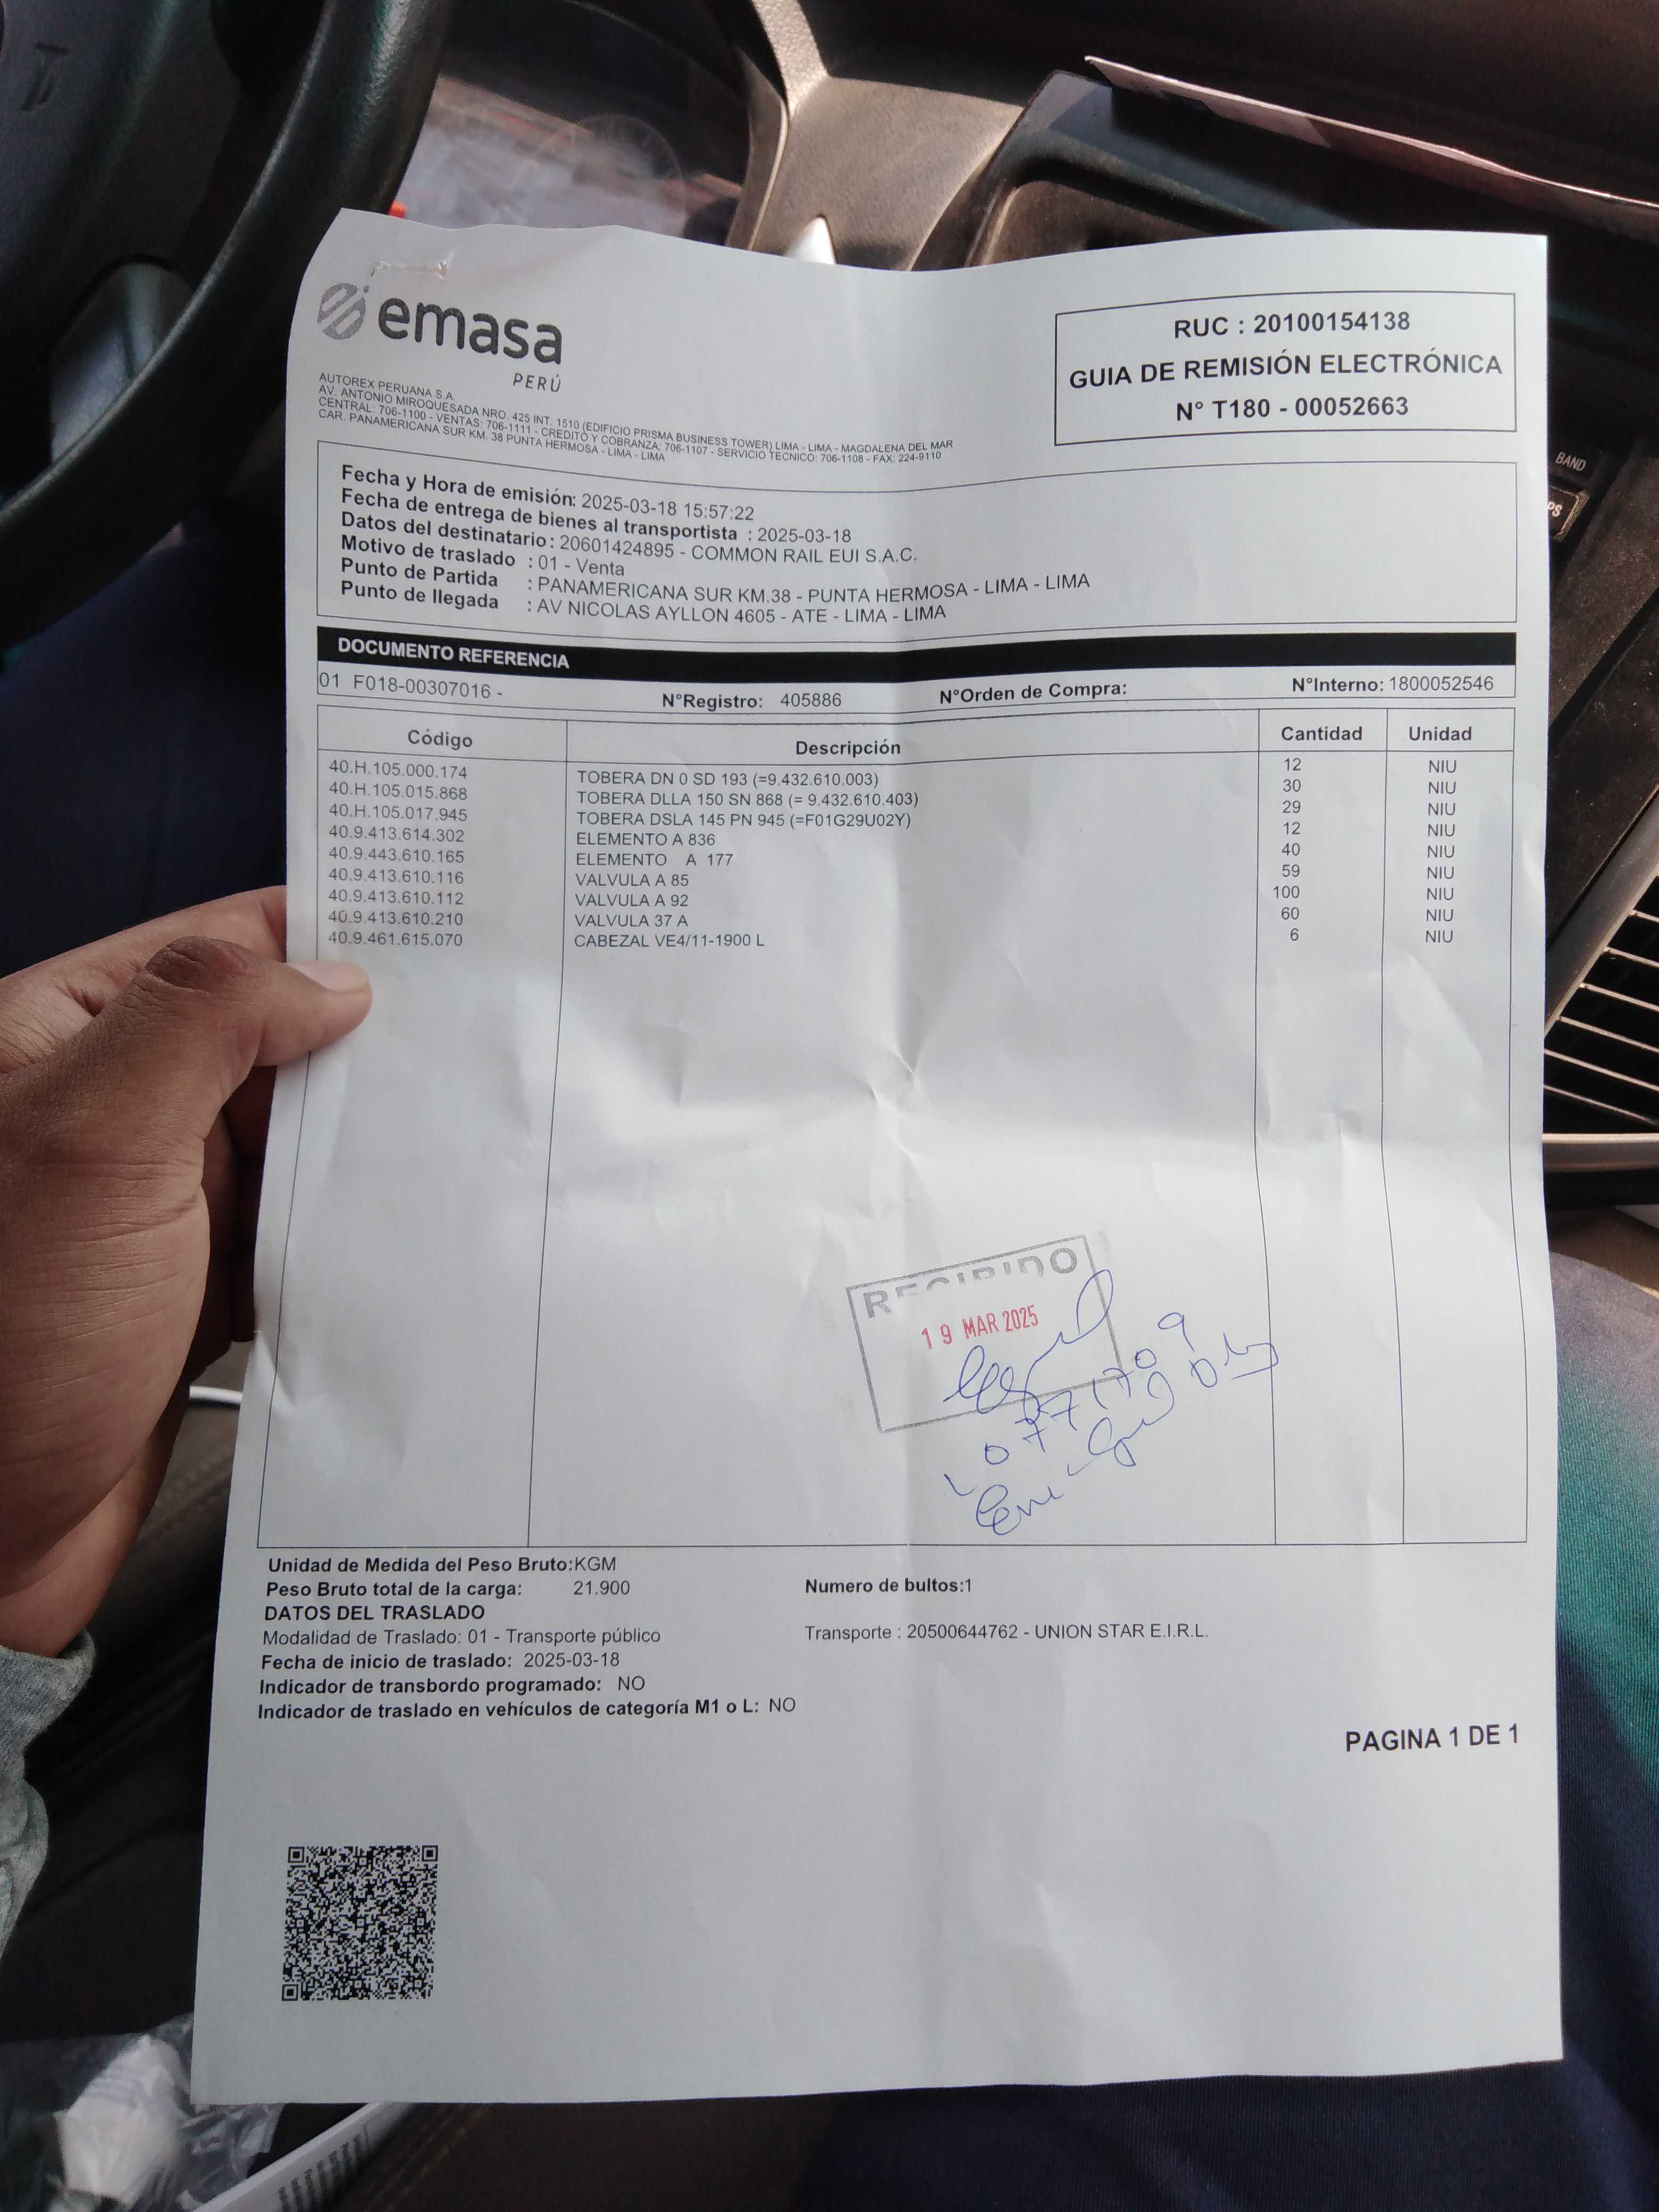 emasa
PERÚ
AUTOREX PERUANA S.A.
AV. ANTONIO MIROQUESADA NRO. 425 INT. 1510 (EDIFICIO PRISMA BUSINESS TOWER) LIMA - LIMA - MAGDALENA DEL MAR
CENTRAL: 706-1100 - VENTAS: 706-1111 - CREDITO Y COBRANZA: 706-1107 - SERVICIO TECNICO: 706-1108 - FAX: 224-9110
CAR. PANAMERICANA SUR KM. 38 PUNTA HERMOSA - LIMA - LIMA
RUC : 20100154138
GUIA DE REMISIÓN ELECTRÓNICA
N° T180 - 00052663
BAND
PS
Fecha y Hora de emisión: 2025-03-18 15:57:22
Fecha de entrega de bienes al transportista : 2025-03-18
Datos del destinatario : 20601424895 - COMMON RAIL EUI S.A.C.
Motivo de traslado : 01 - Venta
Punto de Partida : PANAMERICANA SUR KM.38 - PUNTA HERMOSA - LIMA - LIMA
Punto de llegada : AV NICOLAS AYLLON 4605 - ATE - LIMA - LIMA
DOCUMENTO REFERENCIA
01 F018-00307016 - N°Registro: 405886 N°Orden de Compra: N°Interno: 1800052546
Código Descripción Cantidad Unidad
40.H.105.000.174 TOBERA DN 0 SD 193 (=9.432.610.003) 12 NIU
40.H.105.015.868 TOBERA DLLA 150 SN 868 (= 9.432.610.403) 30 NIU
40.H.105.017.945 TOBERA DSLA 145 PN 945 (=F01G29U02Y) 29 NIU
40.9.413.614.302 ELEMENTO A 836 12 NIU
40.9.443.610.165 ELEMENTO A 177 40 NIU
40.9.413.610.116 VALVULA A 85 59 NIU
40.9.413.610.112 VALVULA A 92 100 NIU
40.9.413.610.210 VALVULA 37 A 60 NIU
40.9.461.615.070 CABEZAL VE4/11-1900 L 6 NIU
RECIBIDO
19 MAR 2025
Unidad de Medida del Peso Bruto:KGM
Peso Bruto total de la carga: 21.900 Numero de bultos:1
DATOS DEL TRASLADO
Modalidad de Traslado: 01 - Transporte público Transporte : 20500644762 - UNION STAR E.I.R.L.
Fecha de inicio de traslado: 2025-03-18
Indicador de transbordo programado: NO
Indicador de traslado en vehículos de categoría M1 o L: NO
PAGINA 1 DE 1